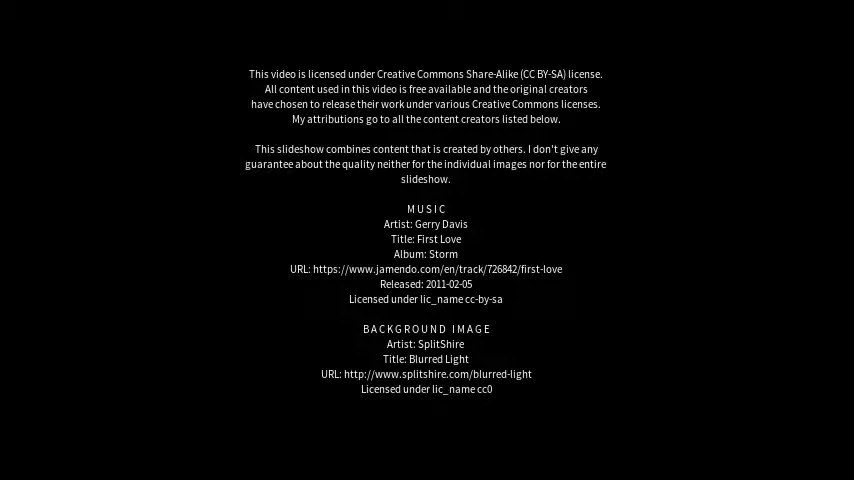 This video is licensed under Creative Commons Share-Alike (CC BY-SA) license.
All content used in this video is free available and the original creators
have chosen to release their work under various Creative Commons licenses.
My attributions go to all the content creators listed below.
This slideshow combines content that is created by others. I don't give any
guarantee about the quality neither for the individual images nor for the entire
slideshow.
MUSIC
Artist: Gerry Davis
Title: First Love
Album: Storm
URL: https://www.jamendo.com/en/track/726842/first-love
Released: 2011-02-05
Licensed under lic_name cc-by-sa
BACKGROUND IMAGE
Artist: SplitShire
Title: Blurred Light
URL: http://www.splitshire.com/blurred-light
Licensed under lic_name cc0